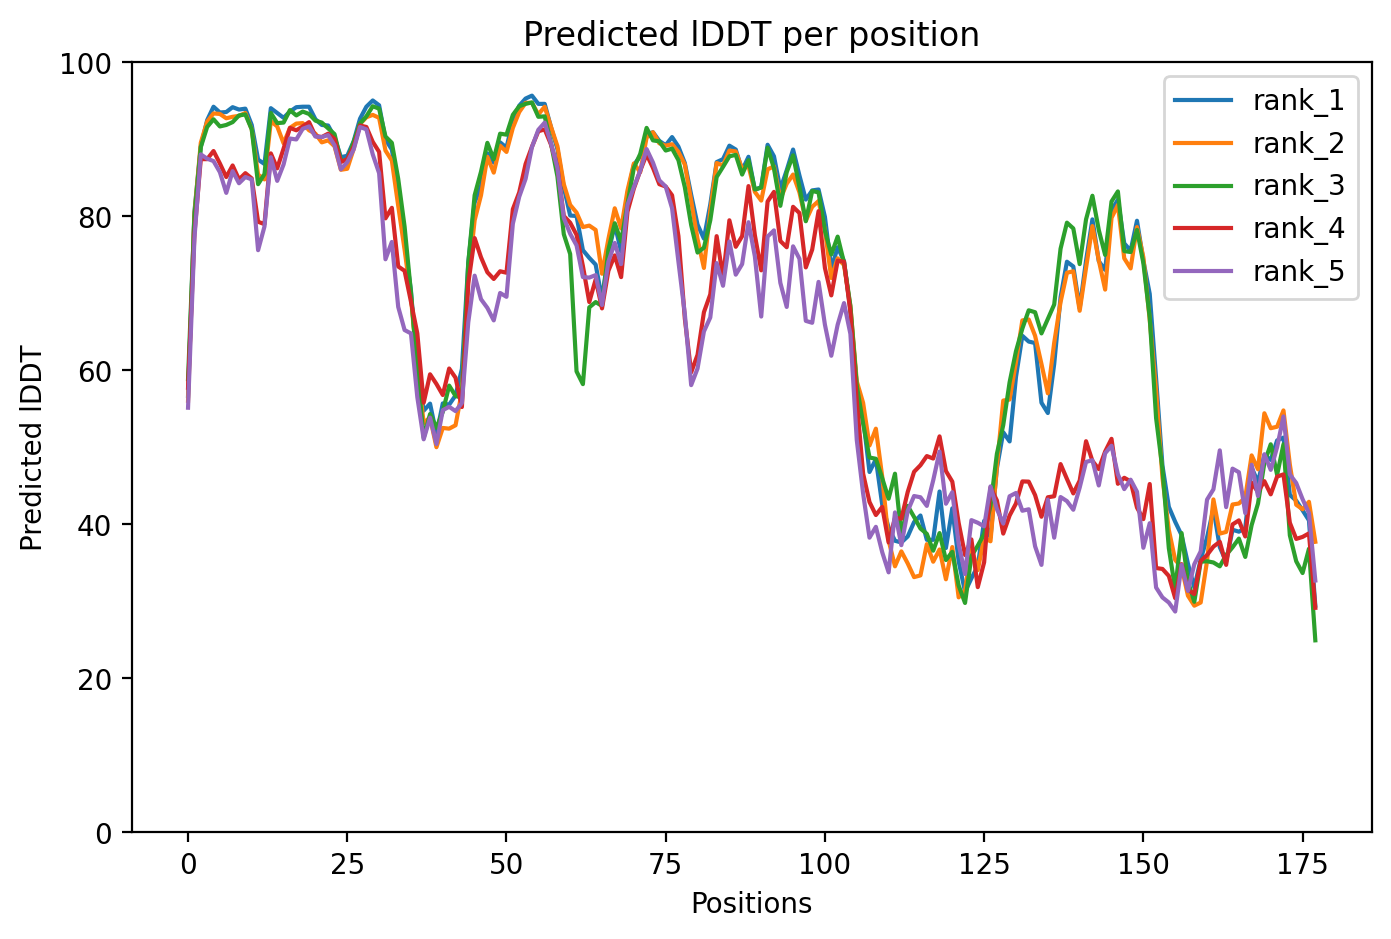 Predicted lDDT per position
100
80
60
40
20
0
Predicted lDDT
0 25 50 75 100 125 150 175
Positions
rank_1
rank_2
rank_3
rank_4
rank_5